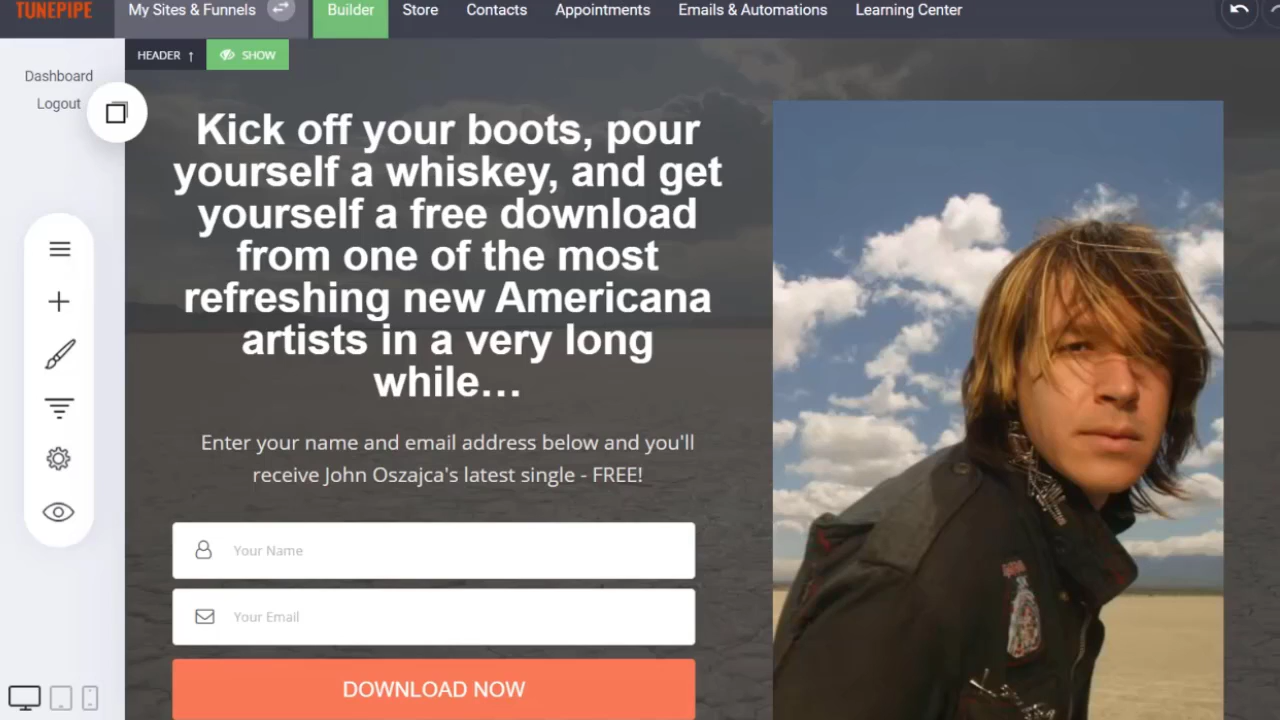 TUNEPIPE
My Sites & Funnels
Builder
Store
Contacts
Appointments
Emails & Automations
Learning Center
HEADER ↑
SHOW
Dashboard
Logout
Kick off your boots, pour
yourself a whiskey, and get
yourself a free download
from one of the most
refreshing new Americana
artists in a very long
while...
Enter your name and email address below and you'll
receive John Oszajca's latest single - FREE!
Your Name
Your Email
DOWNLOAD NOW